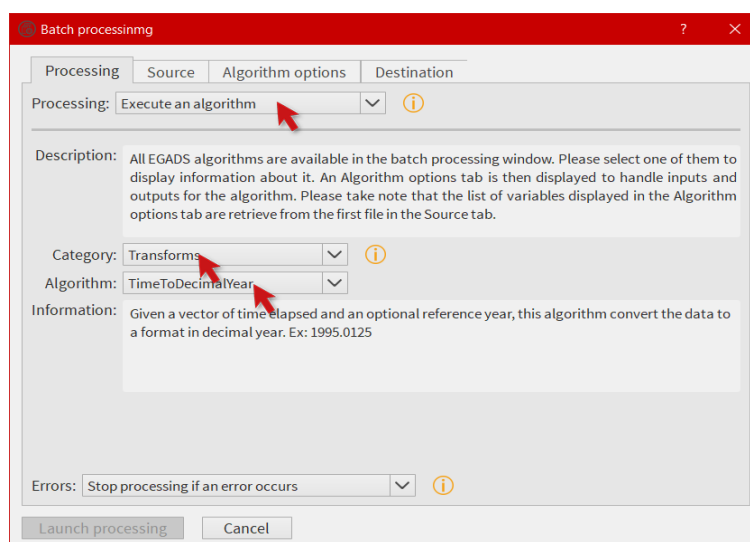 Batch processinmg ?
Processing Source Algorithm options Destination
Processing: Execute an algorithm
Description: All EGADS algorithms are available in the batch processing window. Please select one of them to
display information about it. An Algorithm options tab is then displayed to handle inputs and
outputs for the algorithm. Please take note that the list of variables displayed in the Algorithm
options tab are retrieve from the first file in the Source tab.
Category: Transforms
Algorithm: TimeToDecimalYear
Information: Given a vector of time elapsed and an optional reference year, this algorithm convert the data to
a format in decimal year. Ex: 1995.0125
Errors: Stop processing if an error occurs
Launch processing Cancel